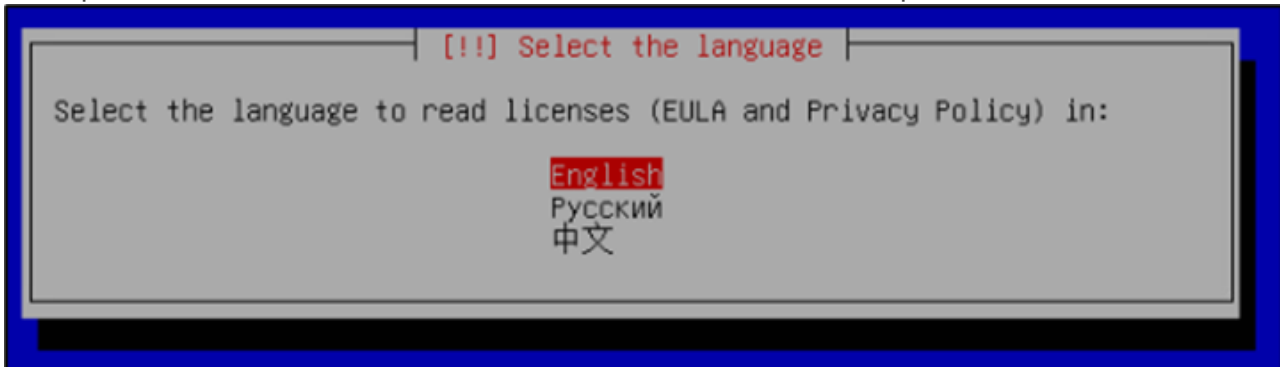 [!!] Select the language
Select the language to read licenses (EULA and Privacy Policy) in:
English
Русский
中文